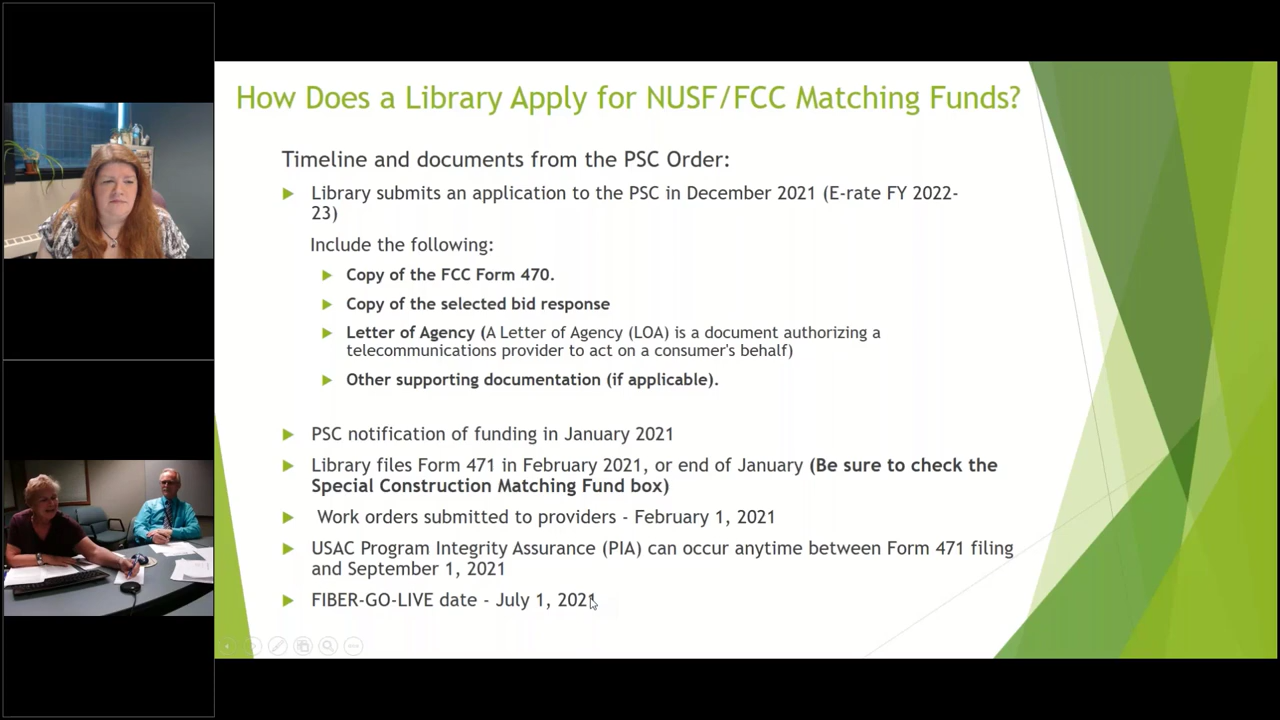 How Does a Library Apply for NUSF/FCC Matching Funds?
Timeline and documents from the PSC Order:
Library submits an application to the PSC in December 2021 (E-rate FY 2022-
23)
Include the following:
Copy of the FCC Form 470.
Copy of the selected bid response
Letter of Agency (A Letter of Agency (LOA) is a document authorizing a
telecommunications provider to act on a consumer's behalf)
Other supporting documentation (if applicable).
PSC notification of funding in January 2021
Library files Form 471 in February 2021, or end of January (Be sure to check the
Special Construction Matching Fund box)
Work orders submitted to providers - February 1, 2021
USAC Program Integrity Assurance (PIA) can occur anytime between Form 471 filing
and September 1, 2021
FIBER-GO-LIVE date - July 1, 2021